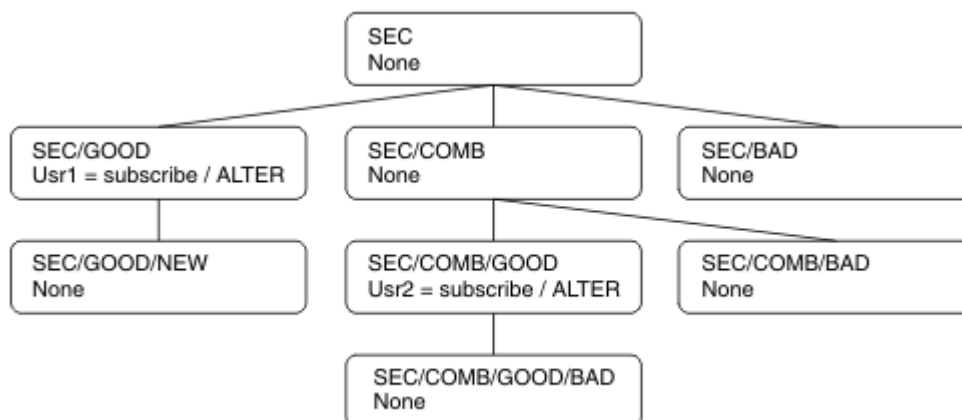 SEC
None
SEC/GOOD
Usr1 = subscribe / ALTER
SEC/COMB
None
SEC/BAD
None
SEC/GOOD/NEW
None
SEC/COMB/GOOD
Usr2 = subscribe / ALTER
SEC/COMB/BAD
None
SEC/COMB/GOOD/BAD
None